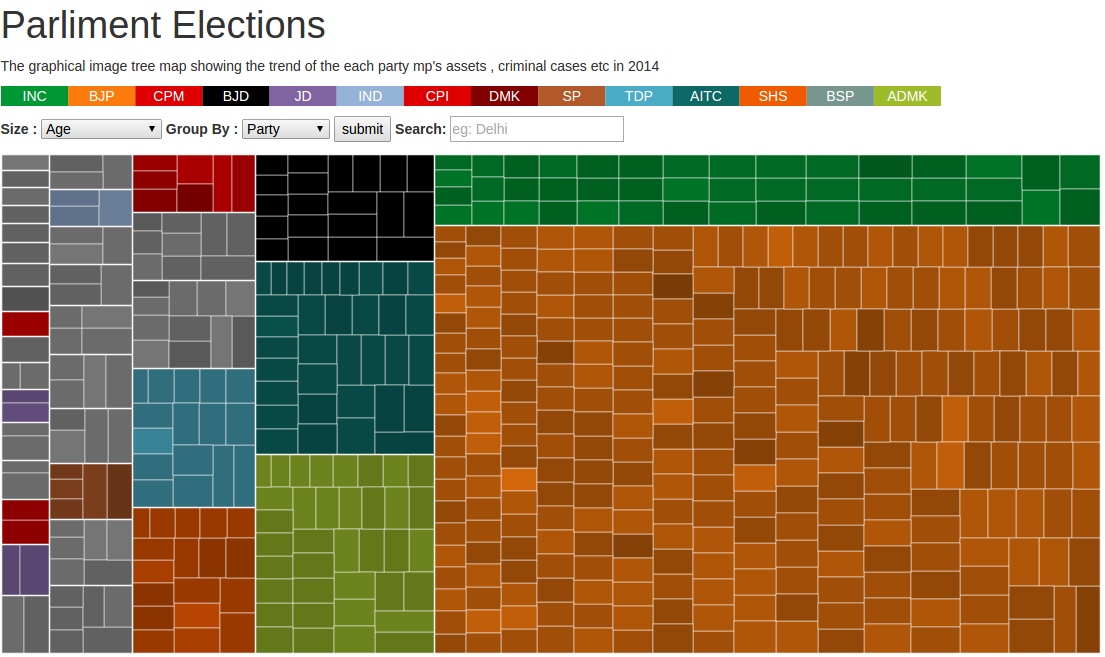 Parliment Elections
The graphical image tree map showing the trend of the each party mp's assets , criminal cases etc in 2014
INC BJP CPM BJD JD IND CPI DMK SP TDP AITC SHS BSP ADMK
Size : Age Group By : Party submit Search: eg: Delhi